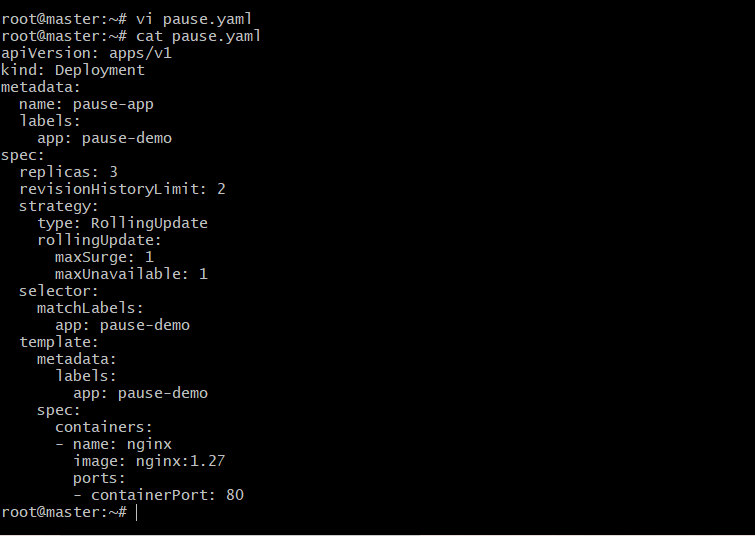 root@master:~# vi pause.yaml
root@master:~# cat pause.yaml
apiVersion: apps/v1
kind: Deployment
metadata:
  name: pause-app
  labels:
    app: pause-demo
spec:
  replicas: 3
  revisionHistoryLimit: 2
  strategy:
    type: RollingUpdate
    rollingUpdate:
      maxSurge: 1
      maxUnavailable: 1
  selector:
    matchLabels:
      app: pause-demo
  template:
    metadata:
      labels:
        app: pause-demo
    spec:
      containers:
      - name: nginx
        image: nginx:1.27
        ports:
        - containerPort: 80
root@master:~#